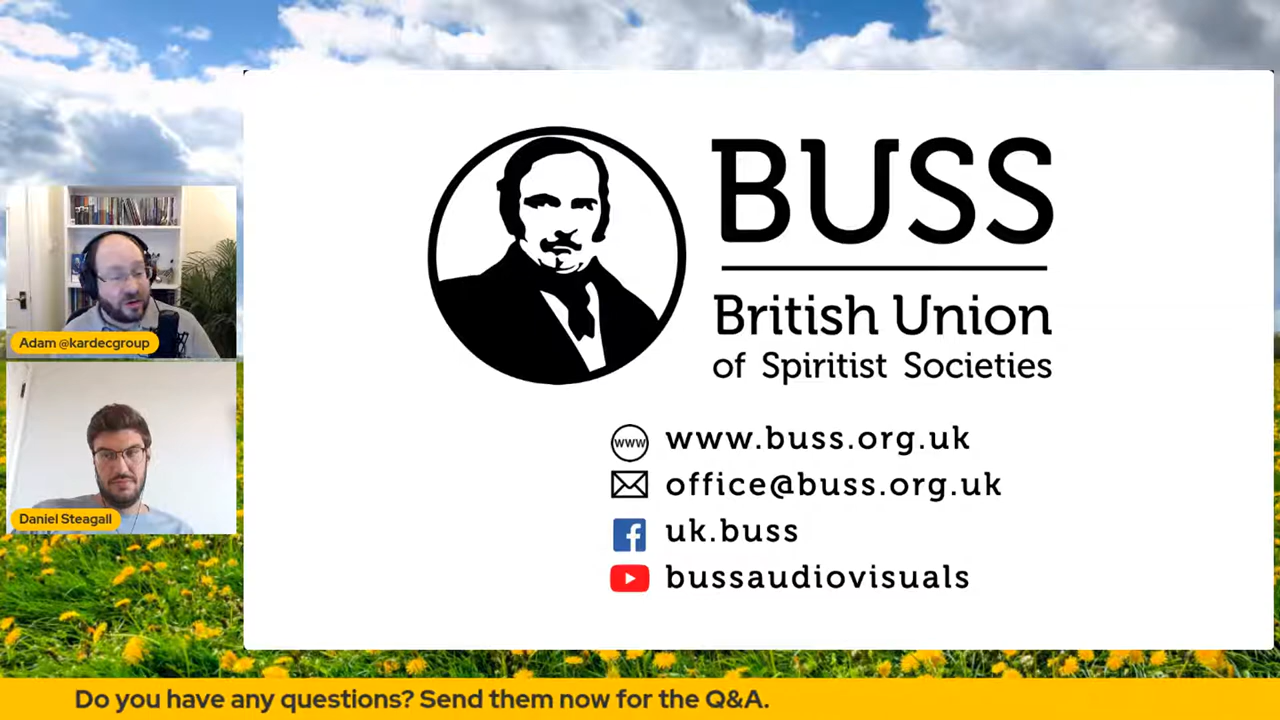 BUSS
British Union
of Spiritist Societies
www www.buss.org.uk
office@buss.org.uk
uk.buss
bussaudiovisuals
Adam @kardecgroup
Daniel Steagall
Do you have any questions? Send them now for the Q&A.